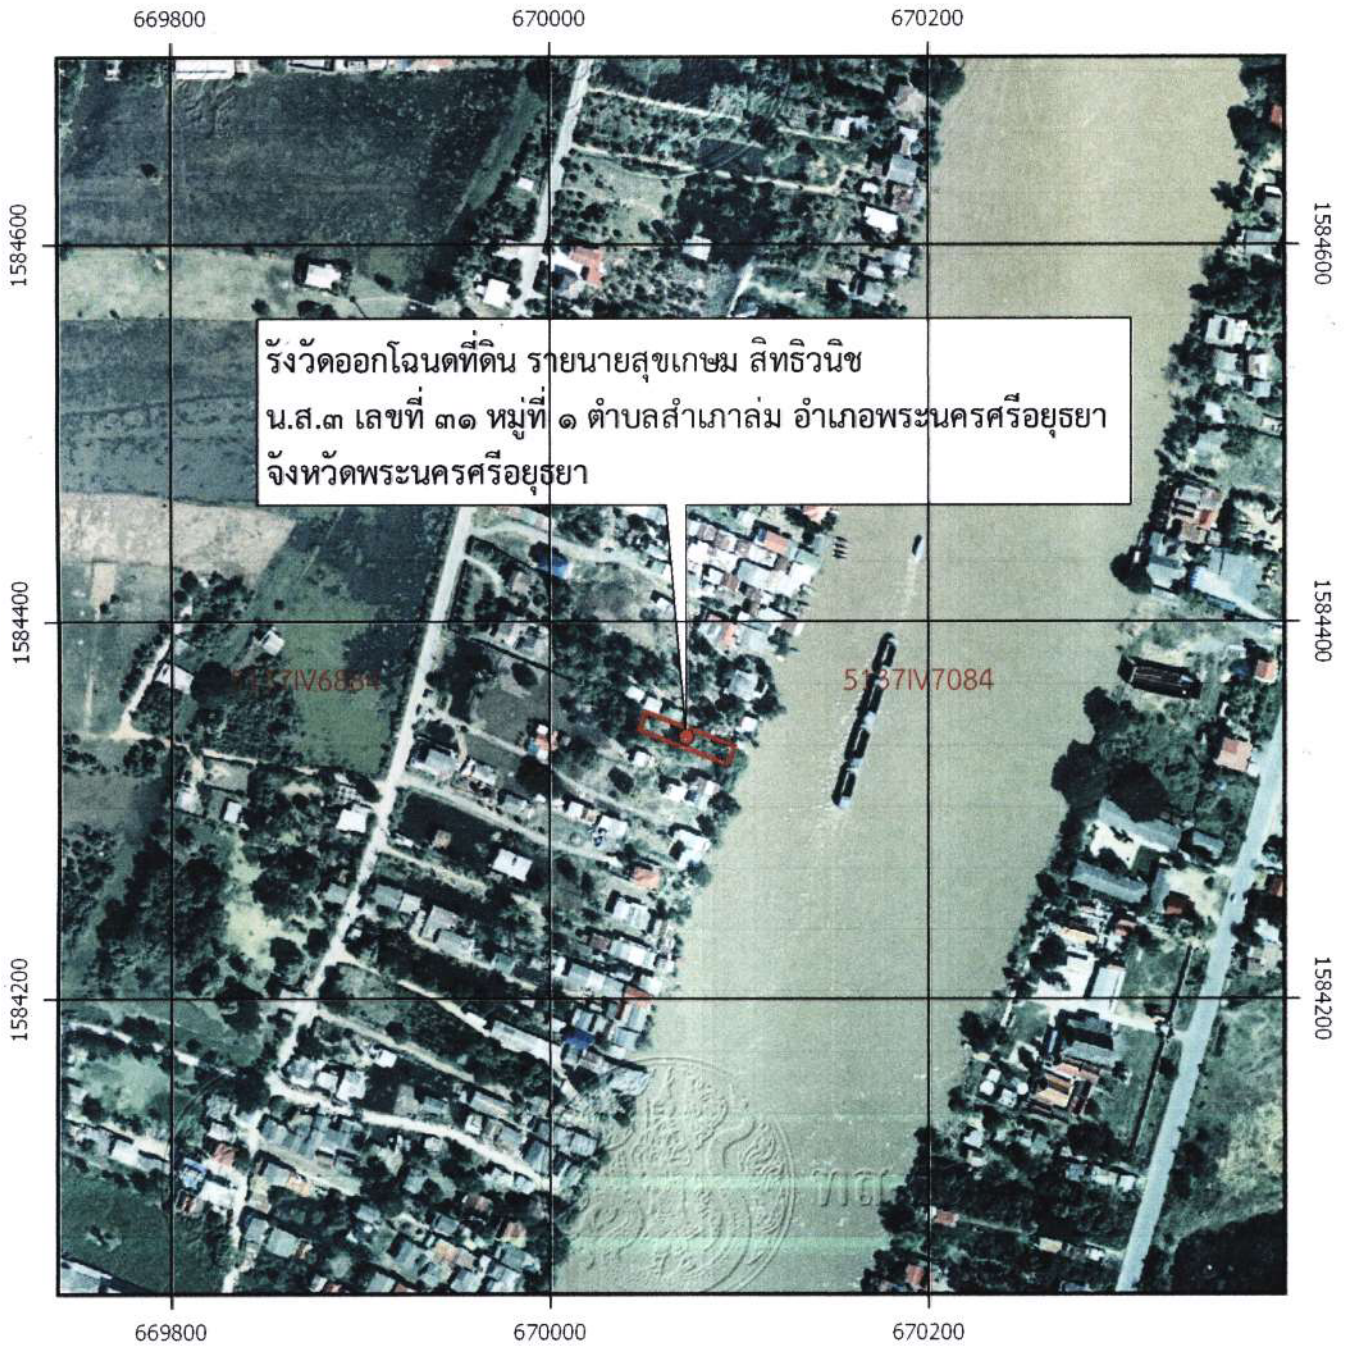 669800 670000 670200
1584600 1584600
รังวัดออกโฉนดที่ดิน รายนายสุขเกษม สิทธิวนิช
น.ส.๓ เลขที่ ๓๑ หมู่ที่ ๑ ตำบลสำเภาล่ม อำเภอพระนครศรีอยุธยา
จังหวัดพระนครศรีอยุธยา
1584400 1584400
5137IV6884 5137IV7084
1584200 1584200
669800 670000 670200